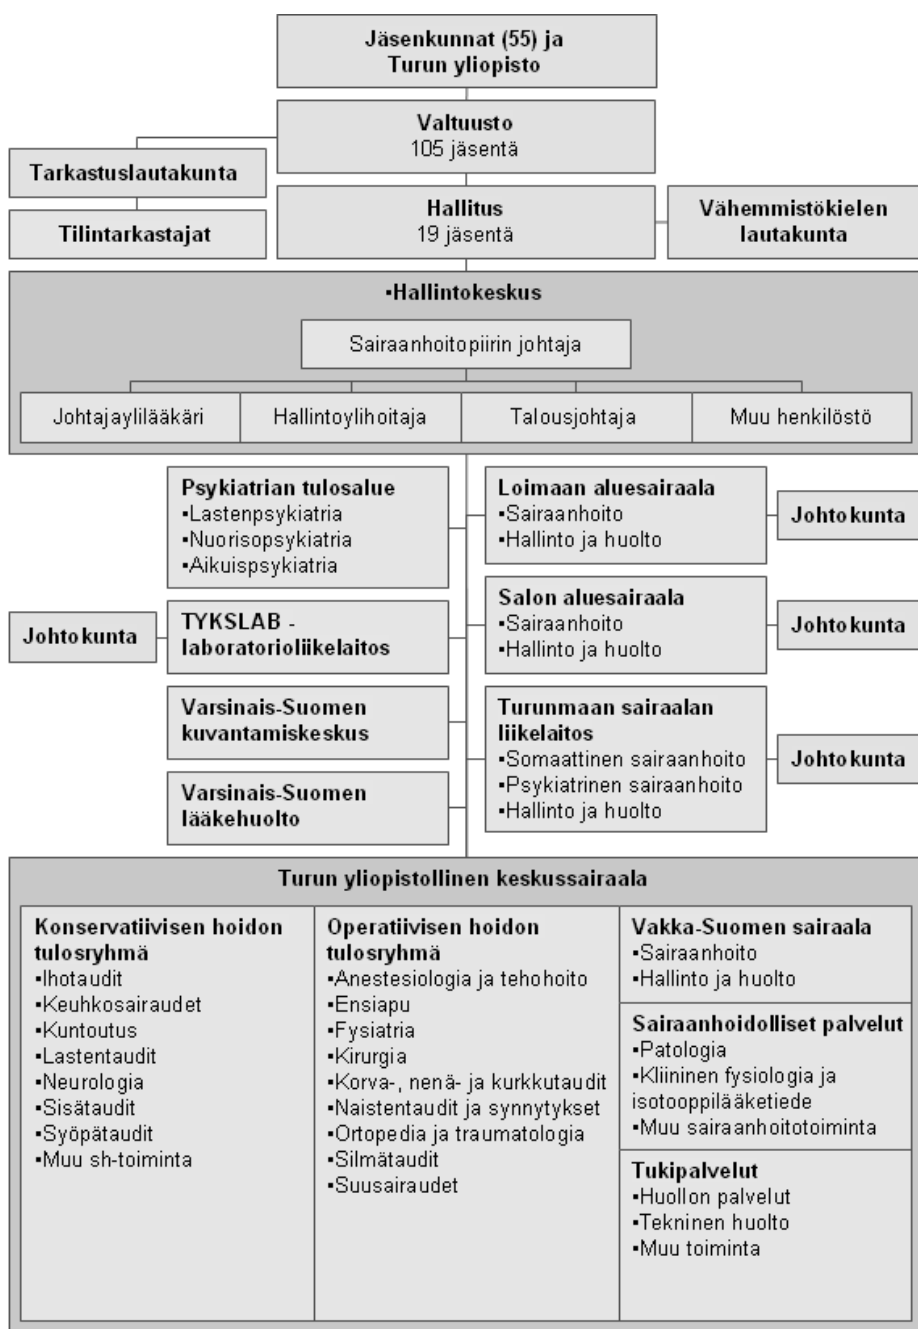 Jäsenkunnat (55) ja
Turun yliopisto
Valtuusto
105 jäsentä
Tarkastuslautakunta
Tilintarkastajat
Hallitus
19 jäsentä
Vähemmistökielen
lautakunta
▪Hallintokeskus
Sairaanhoitopiirin johtaja
Johtajaylilääkäri
Hallintoylihoitaja
Talousjohtaja
Muu henkilöstö
Psykiatrian tulosalue
▪Lastenpsykiatria
▪Nuorisopsykiatria
▪Aikuispsykiatria
Loimaan aluesairaala
▪Sairaanhoito
▪Hallinto ja huolto
Johtokunta
Johtokunta
TYKSLAB -
laboratorioliikelaitos
Salon aluesairaala
▪Sairaanhoito
▪Hallinto ja huolto
Johtokunta
Varsinais-Suomen
kuvantamiskeskus
Varsinais-Suomen
lääkehuolto
Turunmaan sairaalan
liikelaitos
▪Somaattinen sairaanhoito
▪Psykiatrinen sairaanhoito
▪Hallinto ja huolto
Johtokunta
Turun yliopistollinen keskussairaala
Konservatiivisen hoidon
tulosryhmä
▪Ihotaudit
▪Keuhkosairaudet
▪Kuntoutus
▪Lastentaudit
▪Neurologia
▪Sisätaudit
▪Syöpätaudit
▪Muu sh-toiminta
Operatiivisen hoidon
tulosryhmä
▪Anestesiologia ja tehohoito
▪Ensiapu
▪Fysiatria
▪Kirurgia
▪Korva-, nenä- ja kurkkutaudit
▪Naistentaudit ja synnytykset
▪Ortopedia ja traumatologia
▪Silmätaudit
▪Suusairaudet
Vakka-Suomen sairaala
▪Sairaanhoito
▪Hallinto ja huolto
Sairaanhoidolliset palvelut
▪Patologia
▪Kliininen fysiologia ja
isotooppilääketiede
▪Muu sairaanhoitotoiminta
Tukipalvelut
▪Huollon palvelut
▪Tekninen huolto
▪Muu toiminta